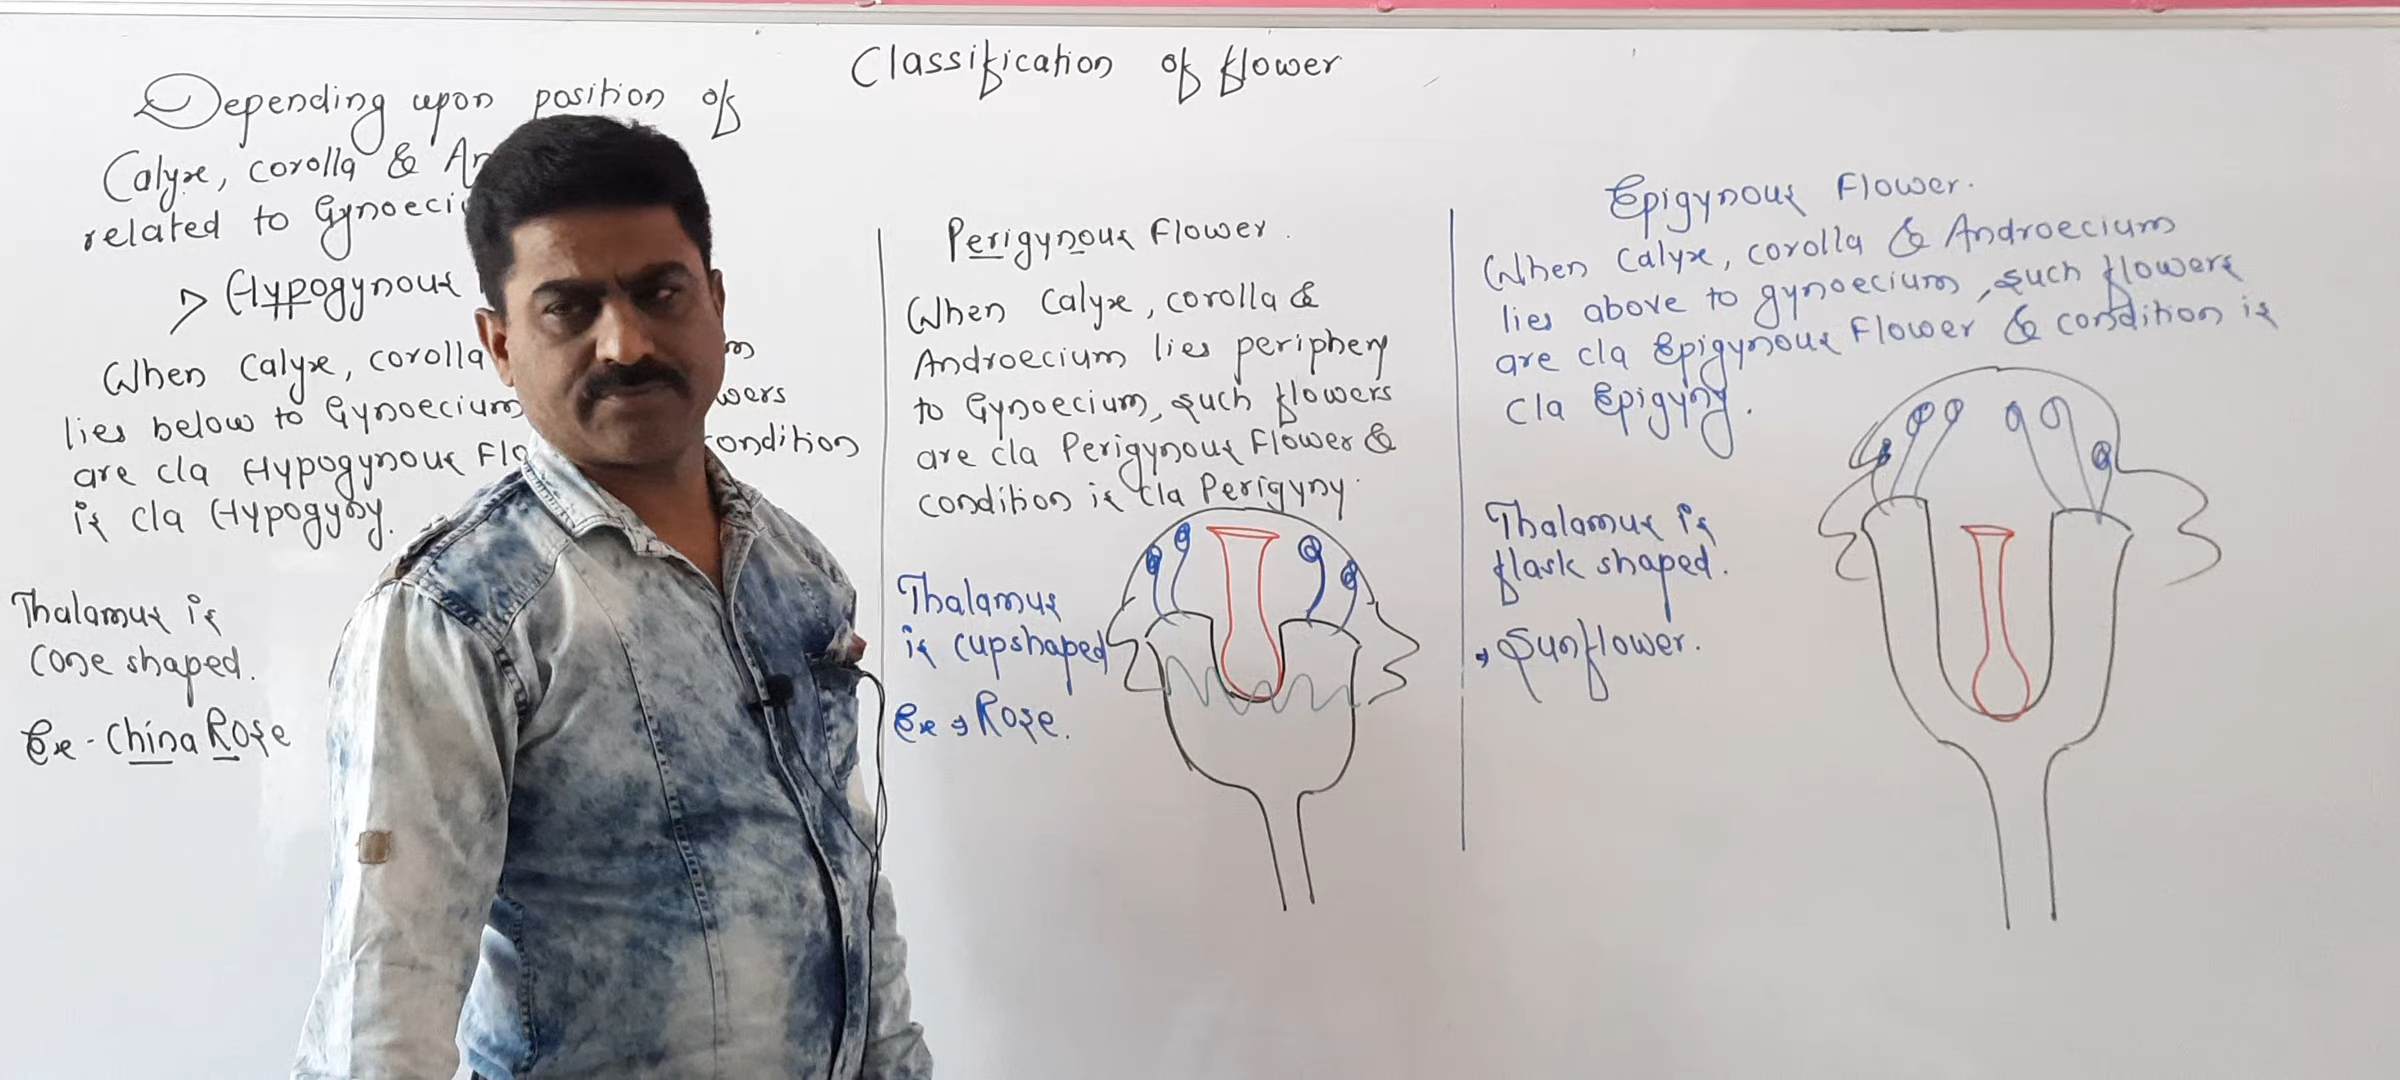 Classification of flower
Depending upon position of
Calyx, corolla & An
related to Gynoeciu
> Hypogynous
When Calyx, corolla m
lies below to Gynoecium wers
are cla Hypogynous Flo condition
is cla Hypogyny.
Thalamus is
Cone shaped.
Ex - China Rose
Perigynous Flower.
When Calyx, corolla &
Androecium lies periphery
to Gynoecium, such flowers
are cla Perigynous Flower &
condition is cla Perigyny.
Thalamus
is cupshaped
Ex → Rose.
Epigynous Flower.
When Calyx, corolla & Androecium
lies above to gynoecium, such flowers
are cla Epigynous Flower & condition is
cla Epigyny.
Thalamus is
flask shaped.
→ Sunflower.